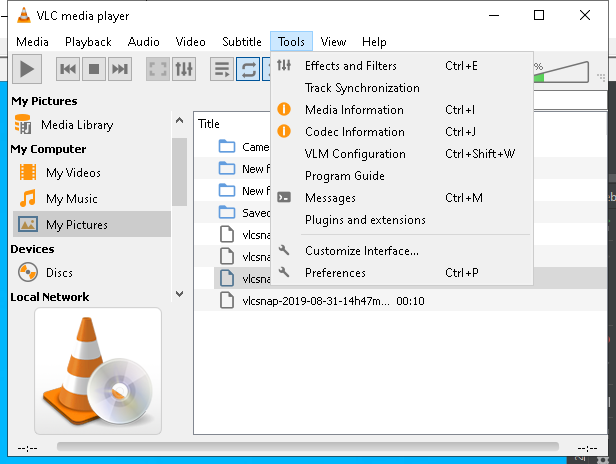 VLC media player
Media Playback Audio Video Subtitle Tools View Help
%
My Pictures
Media Library
My Computer
My Videos
My Music
My Pictures
Devices
Discs
Local Network
Title
Came
New f
New f
Saved
vlcsna
vlcsna
vlcsna
vlcsnap-2019-08-31-14h47m... 00:10
Effects and Filters Ctrl+E
Track Synchronization
Media Information Ctrl+I
Codec Information Ctrl+J
VLM Configuration Ctrl+Shift+W
Program Guide
Messages Ctrl+M
Plugins and extensions
Customize Interface...
Preferences Ctrl+P
--:-- --:--